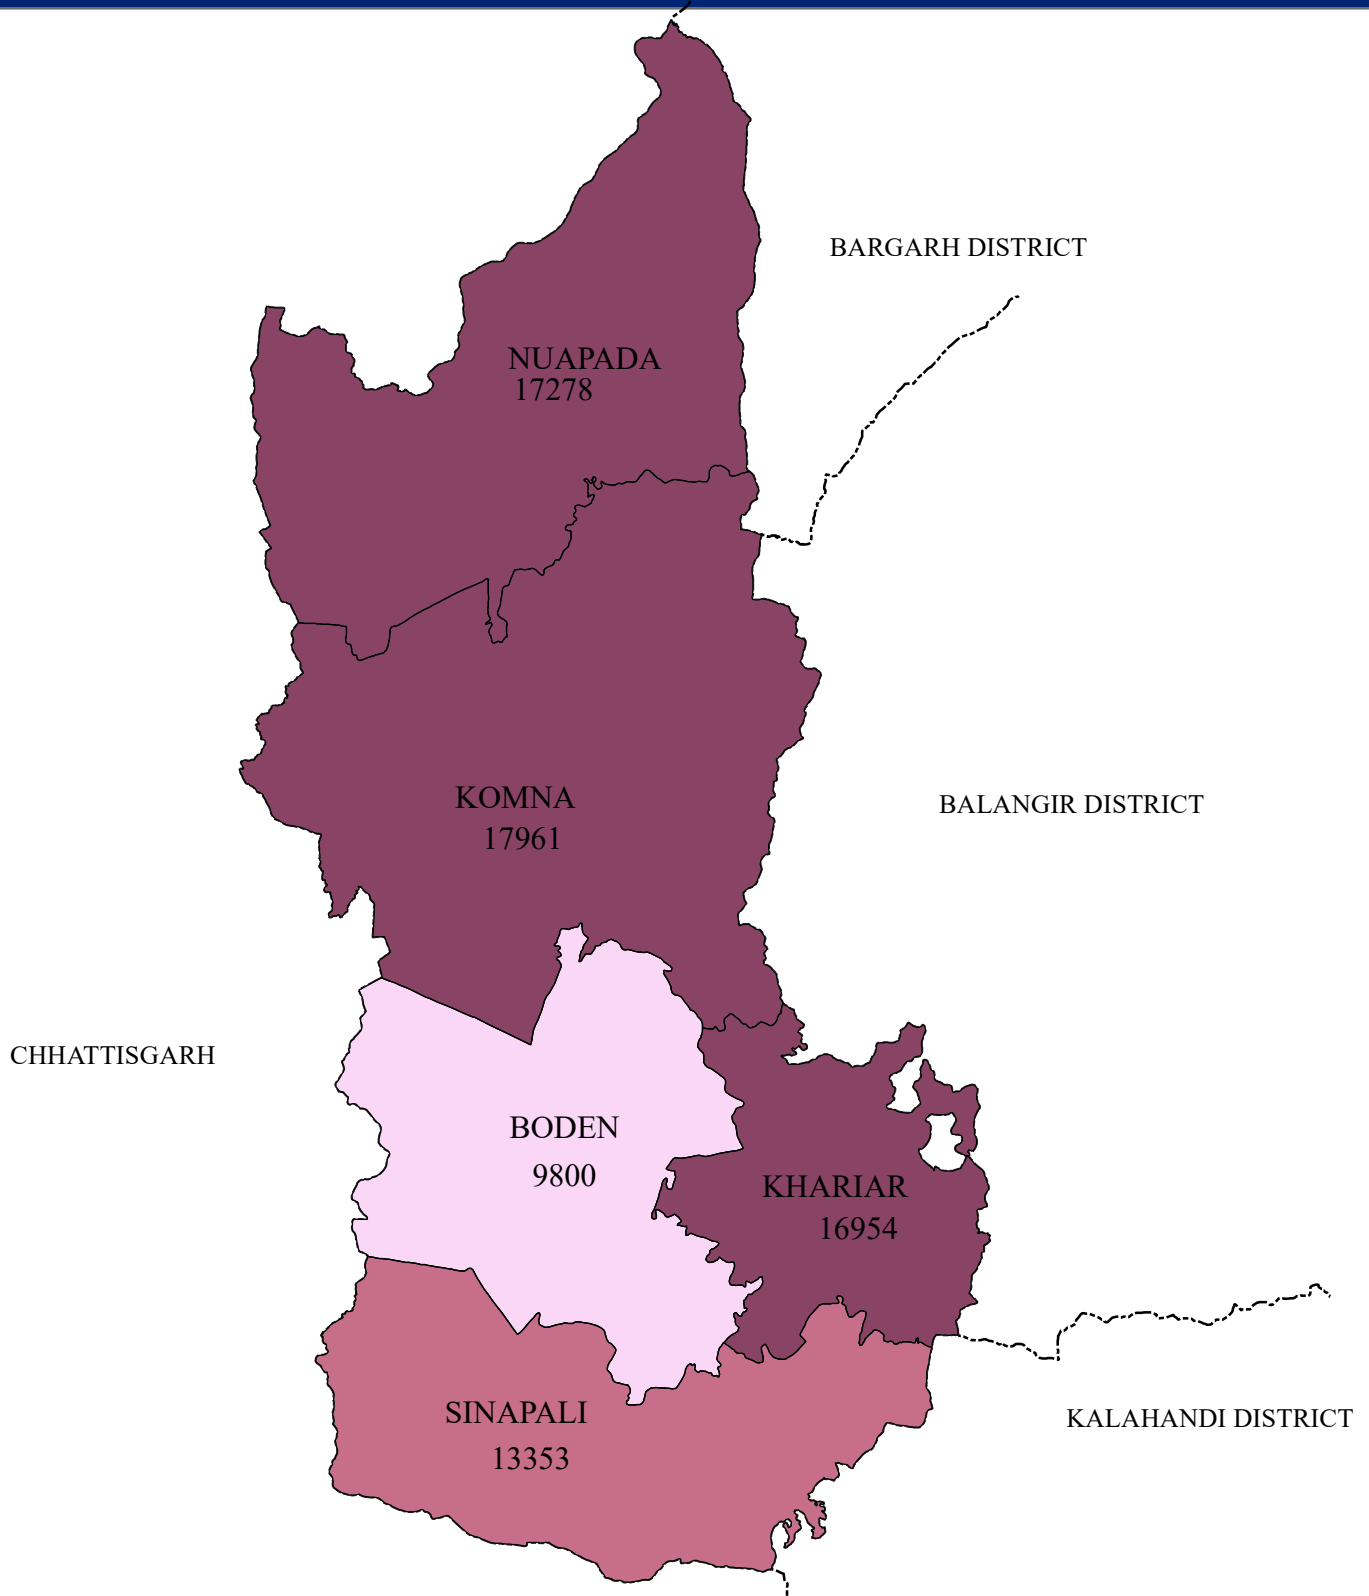 BARGARH DISTRICT
NUAPADA
17278
KOMNA
17961
BALANGIR DISTRICT
CHHATTISGARH
BODEN
9800
KHARIAR
16954
SINAPALI
13353
KALAHANDI DISTRICT